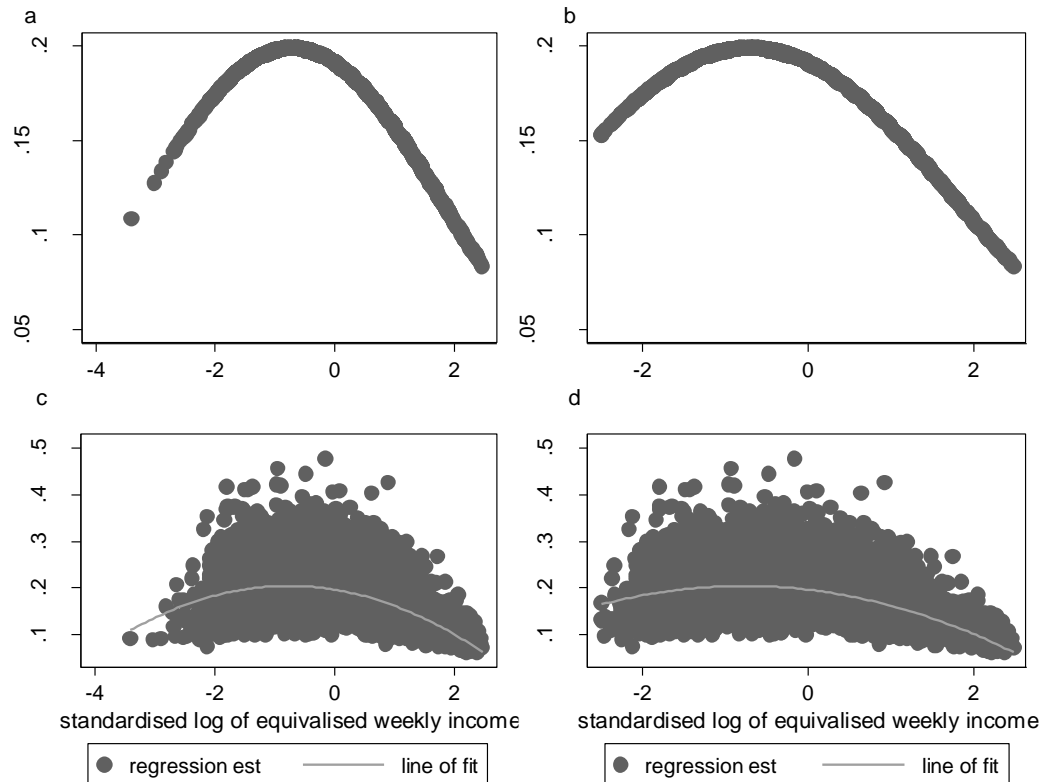 a
b
.2
.15
.1
.05
-4 -2 0 2
.2
.15
.1
.05
-2 0 2
c
d
.5
.4
.3
.2
.1
-4 -2 0 2
standardised log of equivalised weekly income
.5
.4
.3
.2
.1
-2 0 2
standardised log of equivalised weekly income
regression est line of fit
regression est line of fit